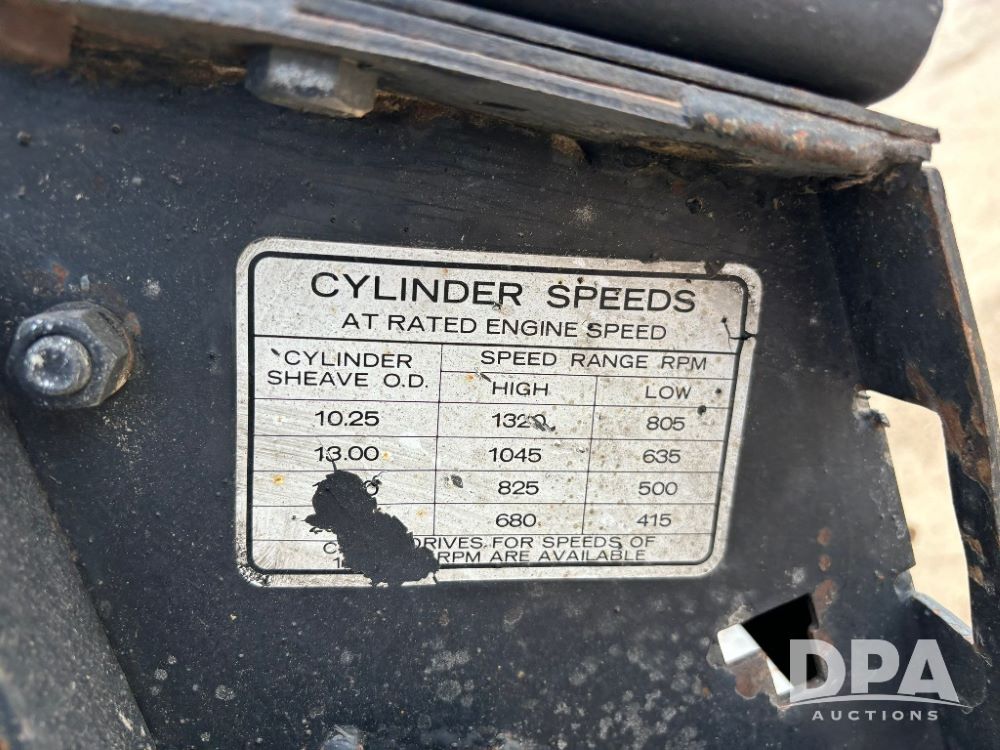 CYLINDER SPEEDS
AT RATED ENGINE SPEED
CYLINDER SHEAVE O.D. SPEED RANGE RPM
HIGH LOW
10.25 1320 805
13.00 1045 635
825 500
680 415
DRIVES FOR SPEEDS OF
RPM ARE AVAILABLE
DPA
AUCTIONS